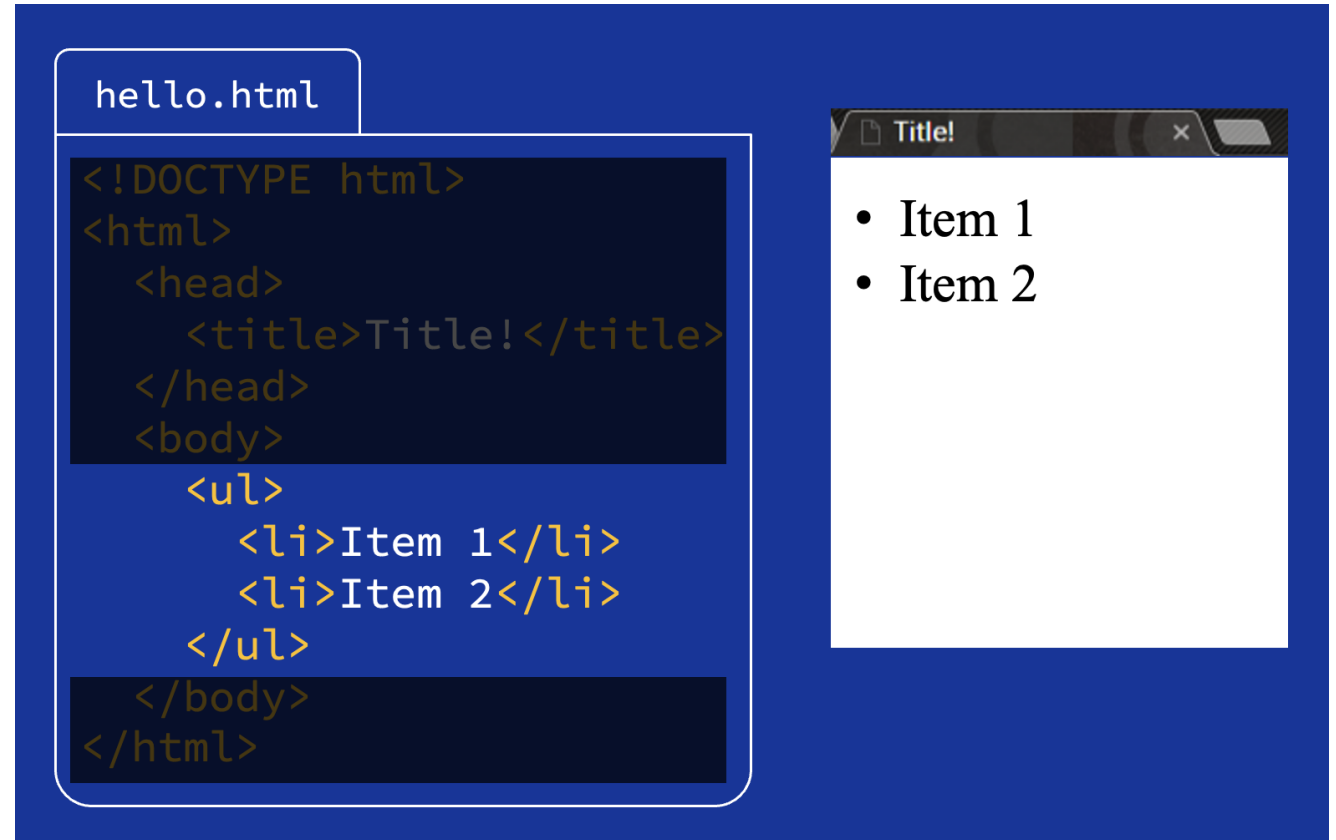 hello.html
<!DOCTYPE html>
<html>
<head>
<title>Title!</title>
</head>
<body>
<ul>
<li>Item 1</li>
<li>Item 2</li>
</ul>
</body>
</html>
Title!
• Item 1
• Item 2